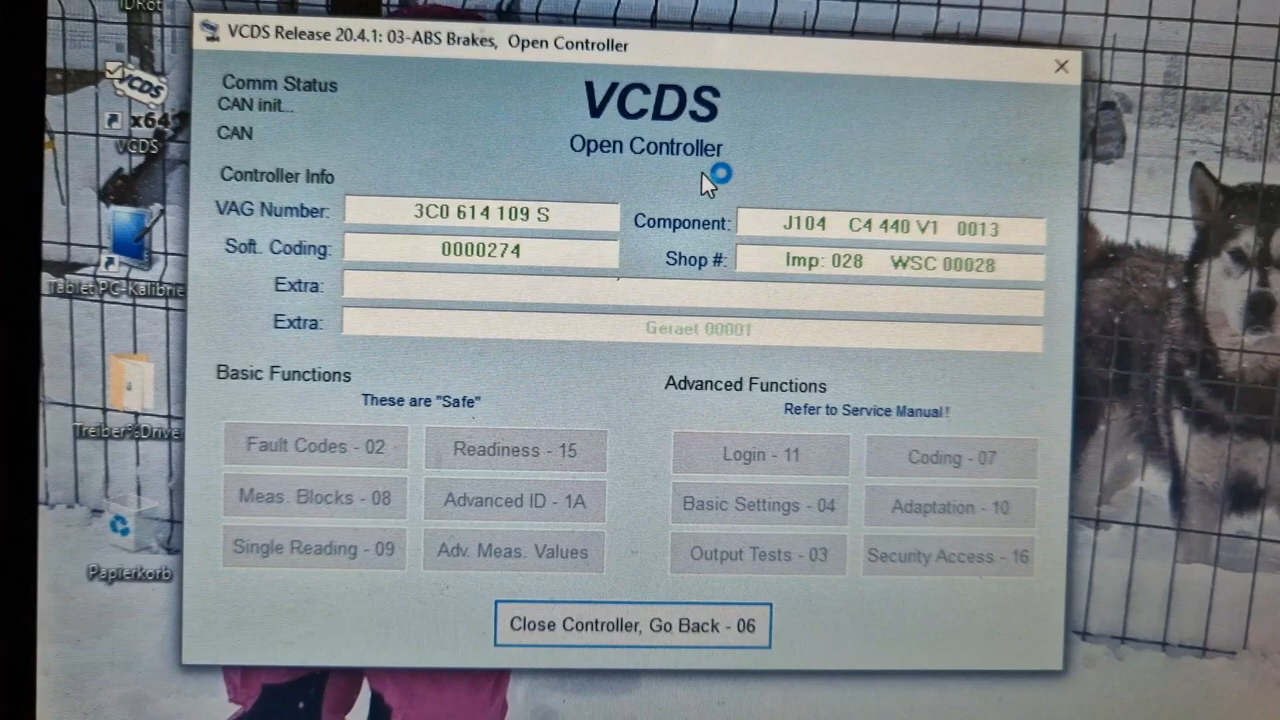 IDRot
VCDS
x64
VCDS
Tablet PC-Kalibrie
Papierkorb
VCDS Release 20.4.1: 03-ABS Brakes, Open Controller
Comm Status
CAN init...
CAN
VCDS
Open Controller
Controller Info
VAG Number: 3C0 614 109 S
Component: J104 C4 440 V1 0013
Soft. Coding: 0000274
Shop #: Imp: 028 WSC 00028
Extra:
Extra: Geraet 00001
Basic Functions
These are "Safe"
Fault Codes - 02 Readiness - 15
Meas. Blocks - 08 Advanced ID - 1A
Single Reading - 09 Adv. Meas. Values
Advanced Functions
Refer to Service Manual!
Login - 11 Coding - 07
Basic Settings - 04 Adaptation - 10
Output Tests - 03 Security Access - 16
Close Controller, Go Back - 06